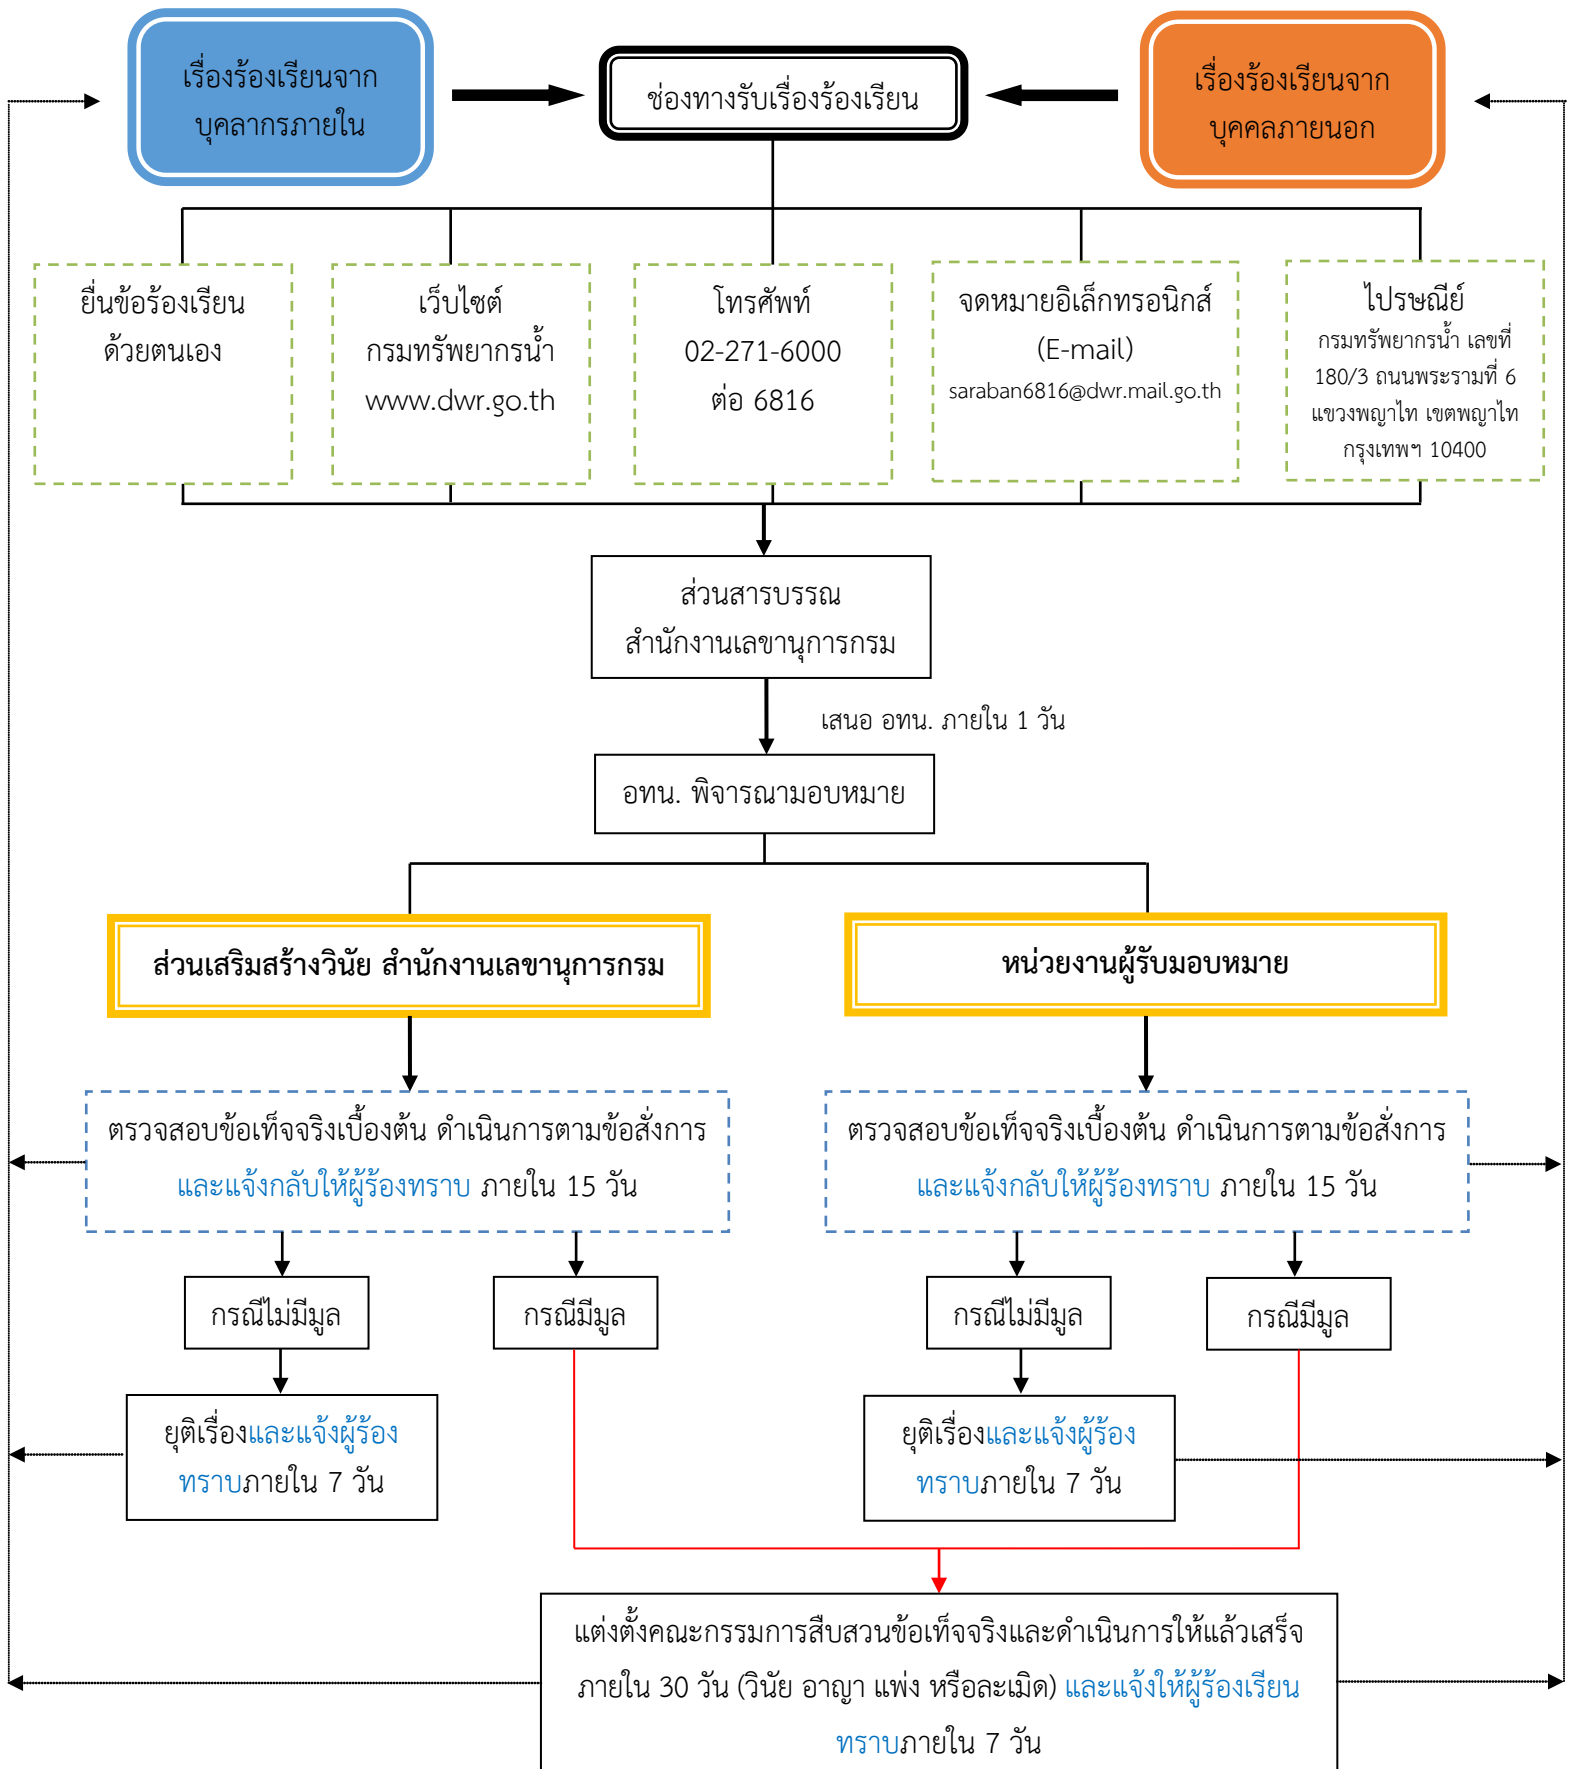 เรื่องร้องเรียนจาก
บุคลากรภายใน
ช่องทางรับเรื่องร้องเรียน
เรื่องร้องเรียนจาก
บุคคลภายนอก
ยื่นข้อร้องเรียน
ด้วยตนเอง
เว็บไซต์
กรมทรัพยากรน้ำ
www.dwr.go.th
โทรศัพท์
02-271-6000
ต่อ 6816
จดหมายอิเล็กทรอนิกส์
(E-mail)
saraban6816@dwr.mail.go.th
ไปรษณีย์
กรมทรัพยากรน้ำ เลขที่
180/3 ถนนพระรามที่ 6
แขวงพญาไท เขตพญาไท
กรุงเทพฯ 10400
ส่วนสารบรรณ
สำนักงานเลขานุการกรม
เสนอ อทน. ภายใน 1 วัน
อทน. พิจารณามอบหมาย
ส่วนเสริมสร้างวินัย สำนักงานเลขานุการกรม
หน่วยงานผู้รับมอบหมาย
ตรวจสอบข้อเท็จจริงเบื้องต้น ดำเนินการตามข้อสั่งการ
และแจ้งกลับให้ผู้ร้องทราบ ภายใน 15 วัน
ตรวจสอบข้อเท็จจริงเบื้องต้น ดำเนินการตามข้อสั่งการ
และแจ้งกลับให้ผู้ร้องทราบ ภายใน 15 วัน
กรณีไม่มีมูล
กรณีมีมูล
กรณีไม่มีมูล
กรณีมีมูล
ยุติเรื่องและแจ้งผู้ร้อง
ทราบภายใน 7 วัน
ยุติเรื่องและแจ้งผู้ร้อง
ทราบภายใน 7 วัน
แต่งตั้งคณะกรรมการสืบสวนข้อเท็จจริงและดำเนินการให้แล้วเสร็จ
ภายใน 30 วัน (วินัย อาญา แพ่ง หรือละเมิด) และแจ้งให้ผู้ร้องเรียน
ทราบภายใน 7 วัน